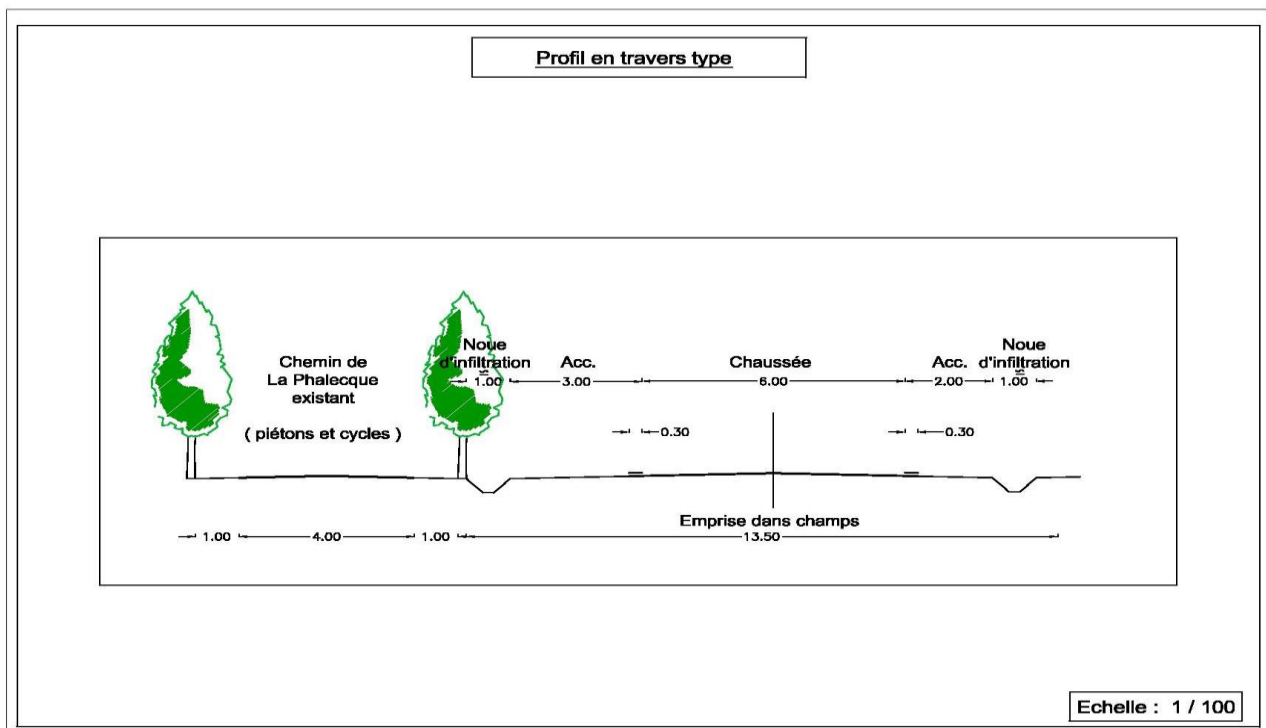 Profil en travers type
Chemin de
La Phalecque
existant
( piétons et cycles )
Noue
d'infiltration
Acc.
Chaussée
Acc.
Noue
d'infiltration
1.00
3.00
6.00
2.00
1.00
0.30
0.30
Emprise dans champs
1.00
4.00
1.00
13.50
Echelle : 1 / 100